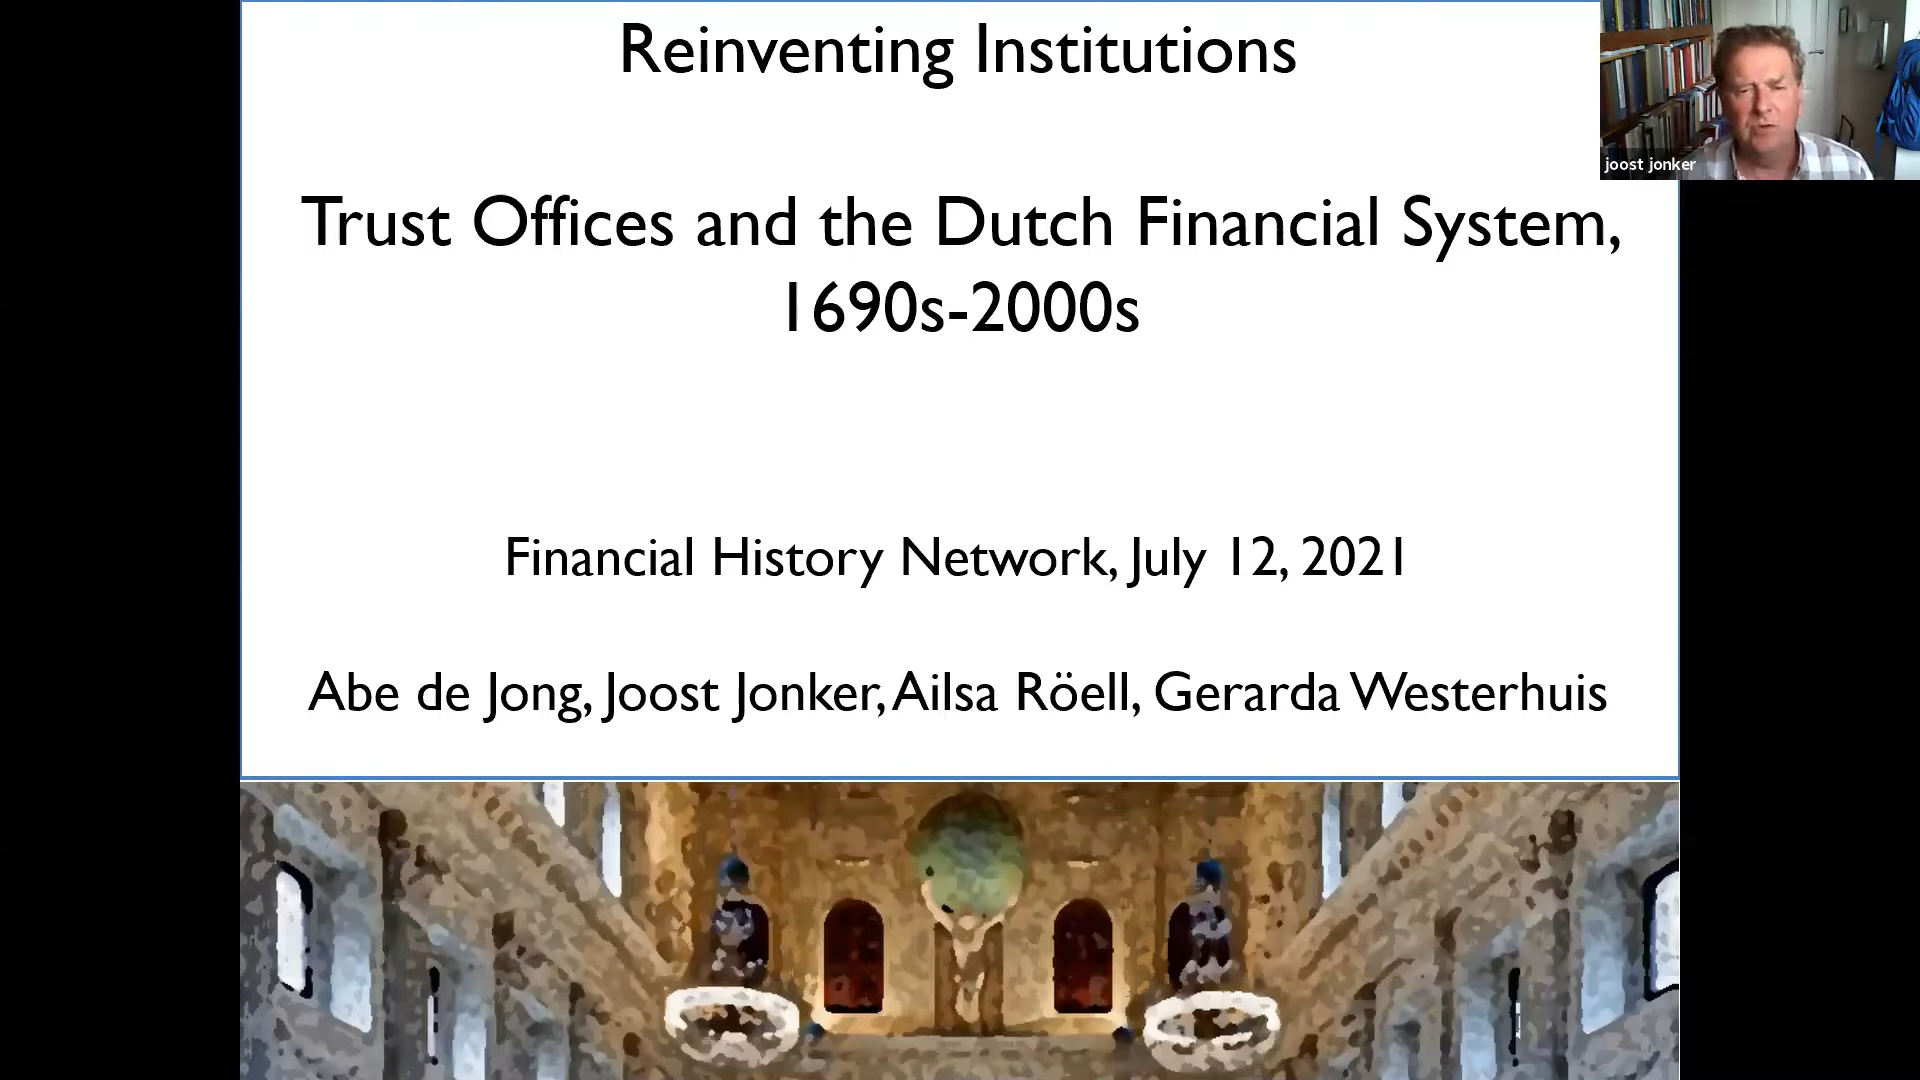 Reinventing Institutions
Trust Offices and the Dutch Financial System,
1690s-2000s
Financial History Network, July 12, 2021
Abe de Jong, Joost Jonker, Ailsa Röell, Gerarda Westerhuis
joost jonker